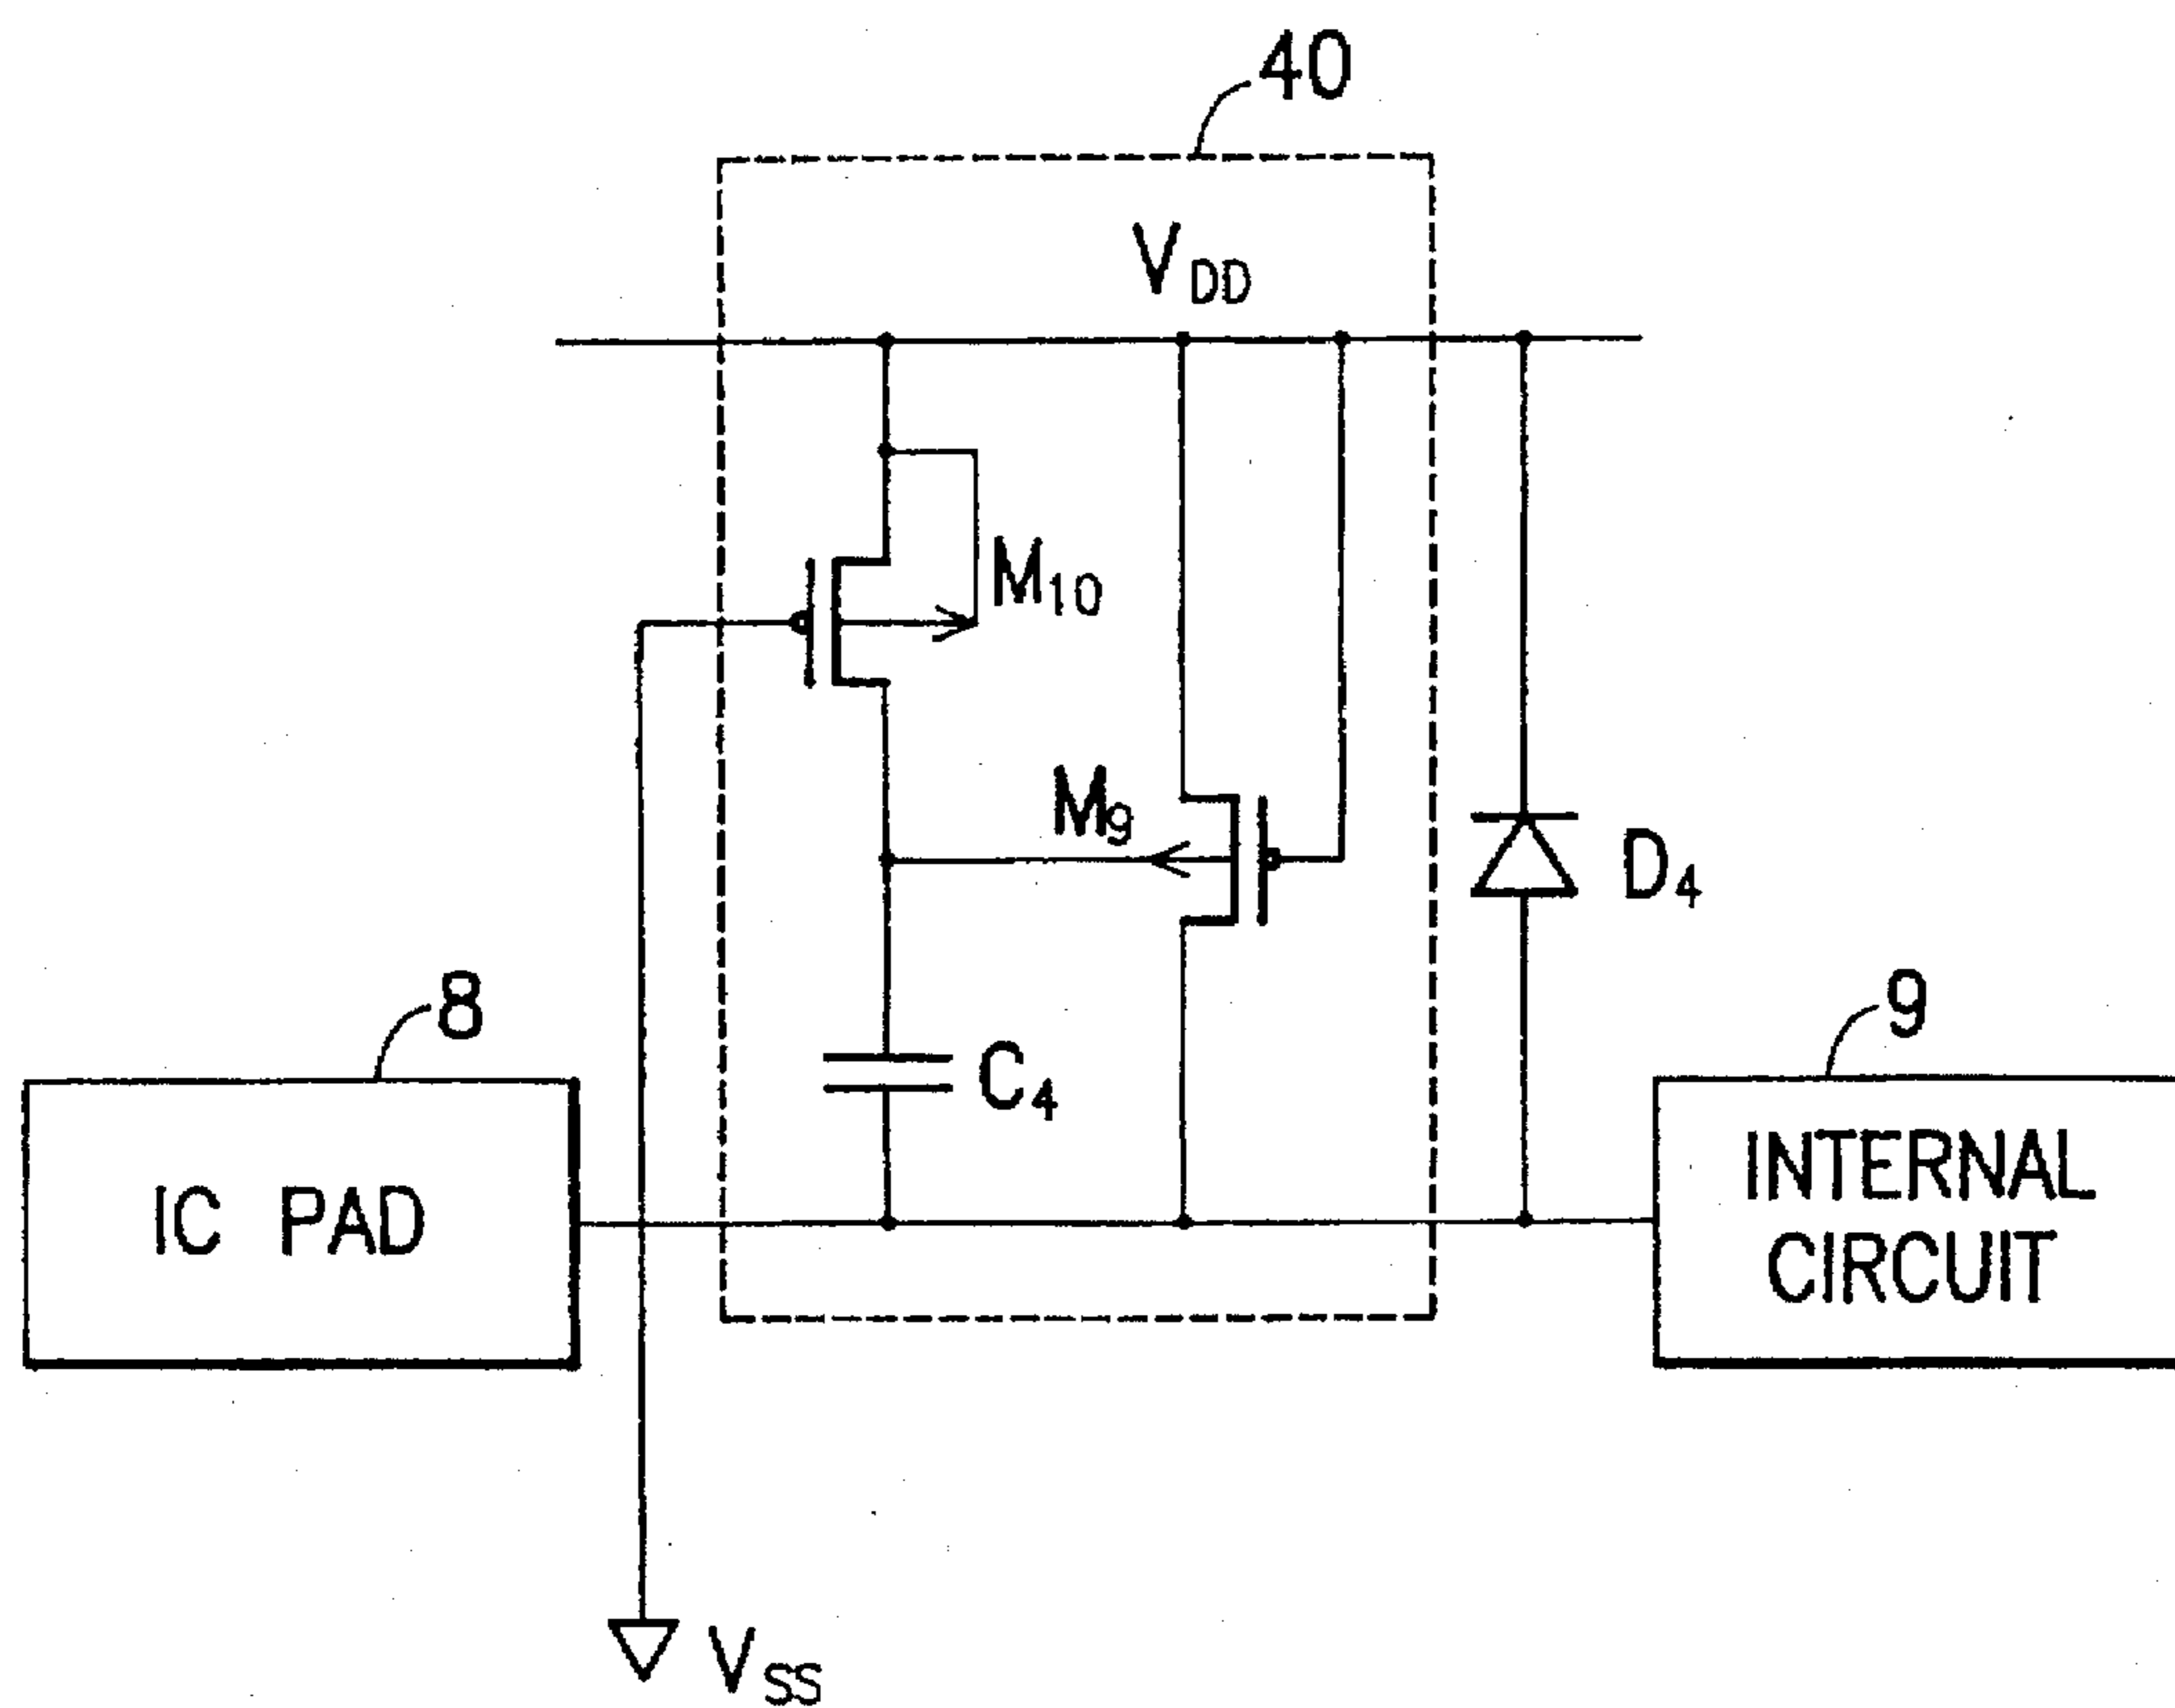 40
VDD
M10
M9
D4
8
9
C4
IC PAD
INTERNAL
CIRCUIT
VSS